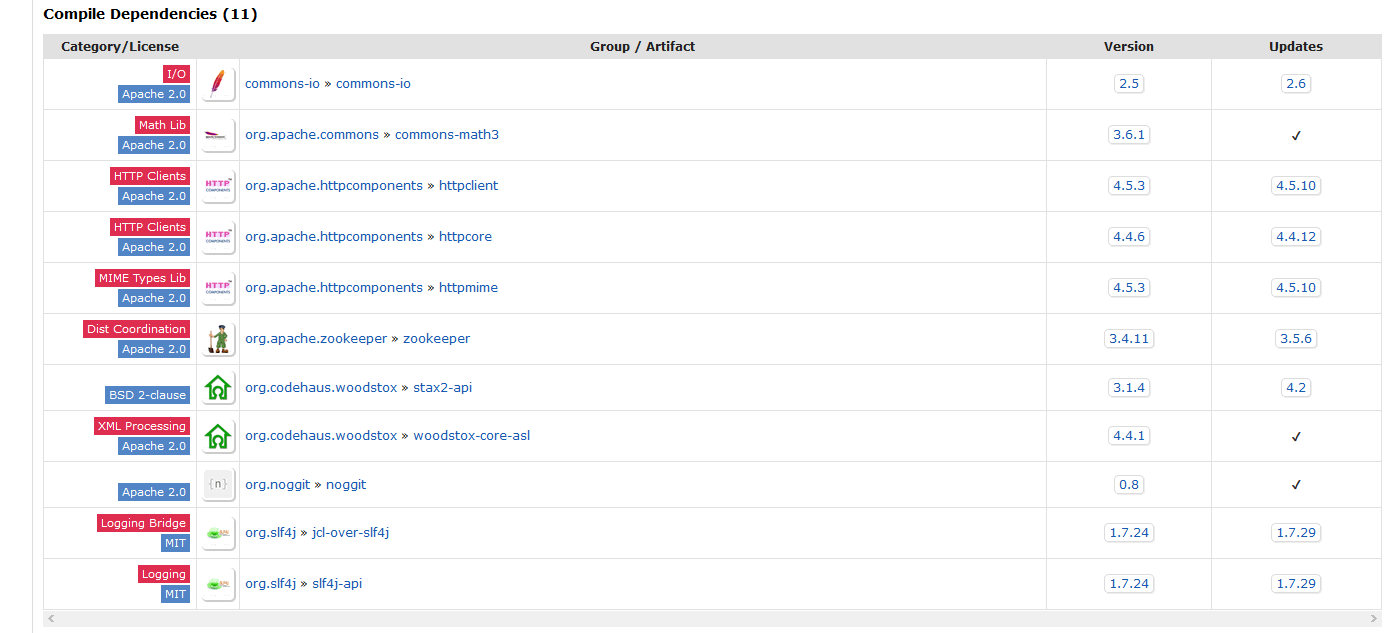 Compile Dependencies (11)
Category/License Group / Artifact Version Updates
I/O
Apache 2.0
commons-io » commons-io 2.5 2.6
Math Lib
Apache 2.0
org.apache.commons » commons-math3 3.6.1 ✓
HTTP Clients
Apache 2.0
HTTP
COMPONENTS
org.apache.httpcomponents » httpclient 4.5.3 4.5.10
HTTP Clients
Apache 2.0
HTTP
COMPONENTS
org.apache.httpcomponents » httpcore 4.4.6 4.4.12
MIME Types Lib
Apache 2.0
HTTP
COMPONENTS
org.apache.httpcomponents » httpmime 4.5.3 4.5.10
Dist Coordination
Apache 2.0
org.apache.zookeeper » zookeeper 3.4.11 3.5.6
BSD 2-clause
org.codehaus.woodstox » stax2-api 3.1.4 4.2
XML Processing
Apache 2.0
org.codehaus.woodstox » woodstox-core-asl 4.4.1 ✓
Apache 2.0
{n}
org.noggit » noggit 0.8 ✓
Logging Bridge
MIT
org.slf4j » jcl-over-slf4j 1.7.24 1.7.29
Logging
MIT
org.slf4j » slf4j-api 1.7.24 1.7.29